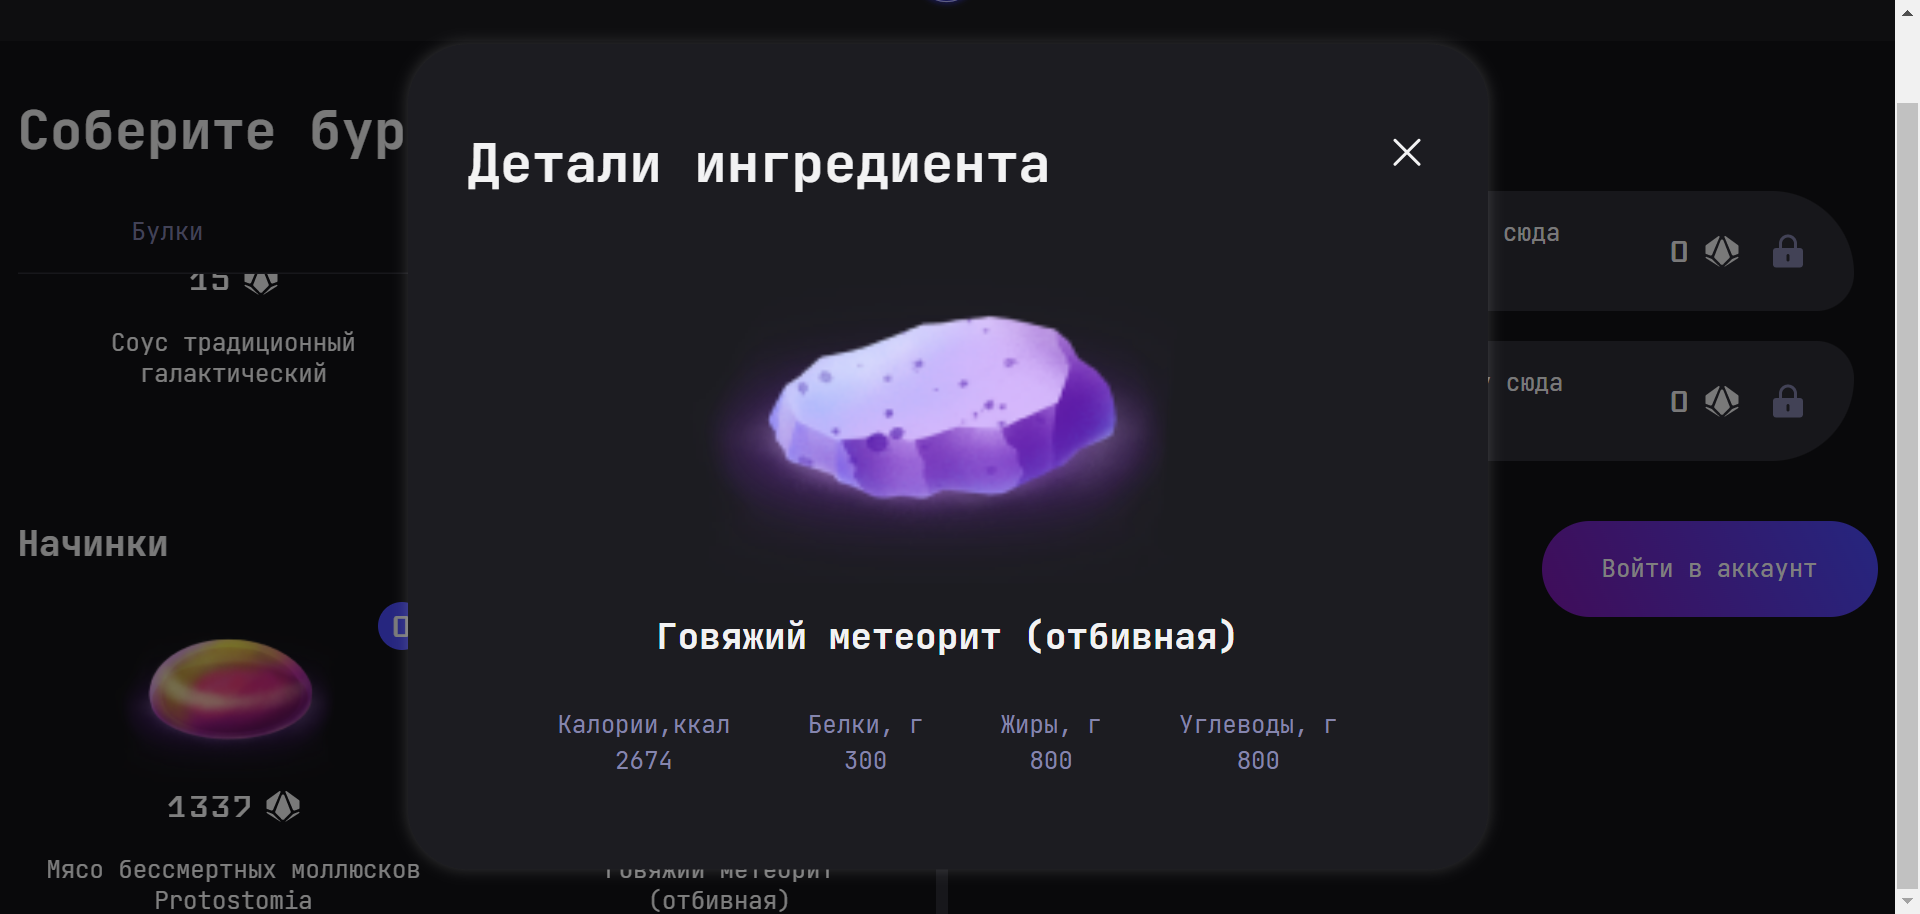 Соберите бур
Булки
15
Соус традиционный
галактический
Начинки
0
1337
Мясо бессмертных моллюсков
Protostomia
Говяжий метеорит
(отбивная)
Детали ингредиента
Говяжий метеорит (отбивная)
Калории,ккал Белки, г Жиры, г Углеводы, г
2674 300 800 800
сюда
0
сюда
0
Войти в аккаунт